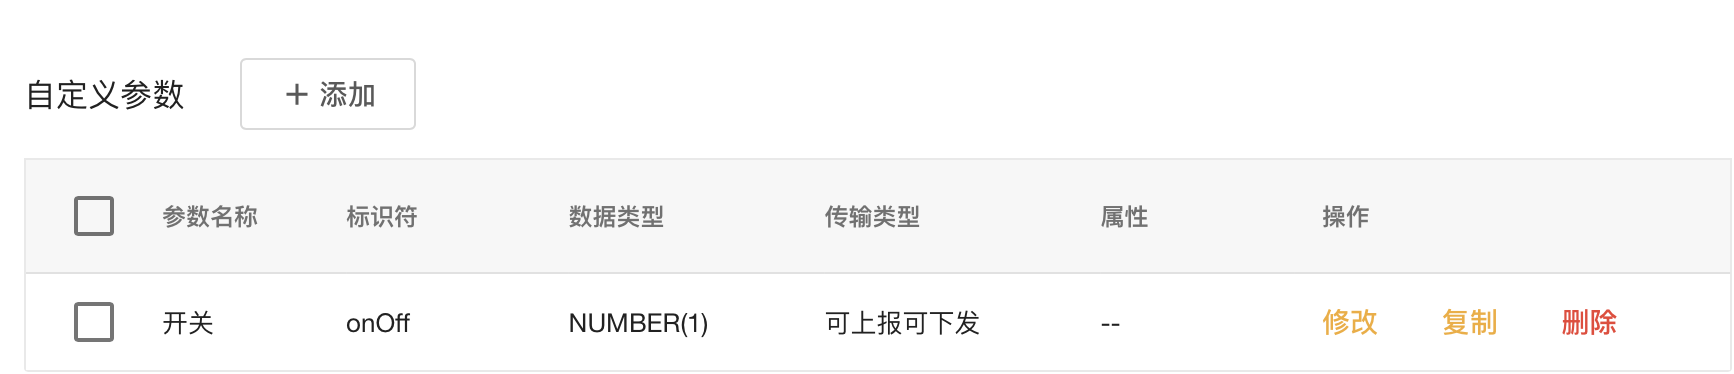 自定义参数 + 添加
参数名称 标识符 数据类型 传输类型 属性 操作
开关 onOff NUMBER(1) 可上报可下发 -- 修改 复制 删除